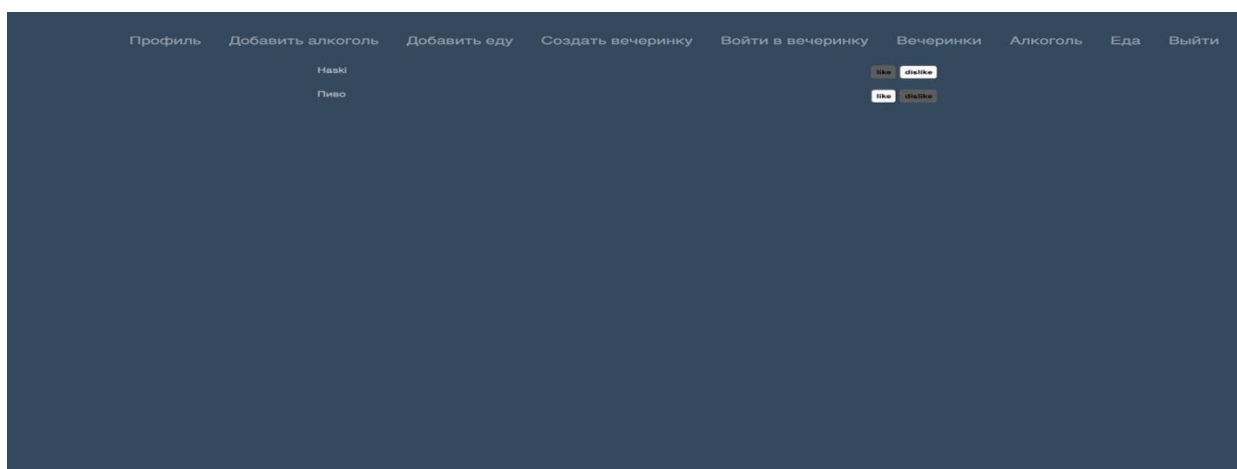 Профиль Добавить алкоголь Добавить еду Создать вечеринку Войти в вечеринку Вечеринки Алкоголь Еда Выйти
Haski like dislike
Пиво like dislike